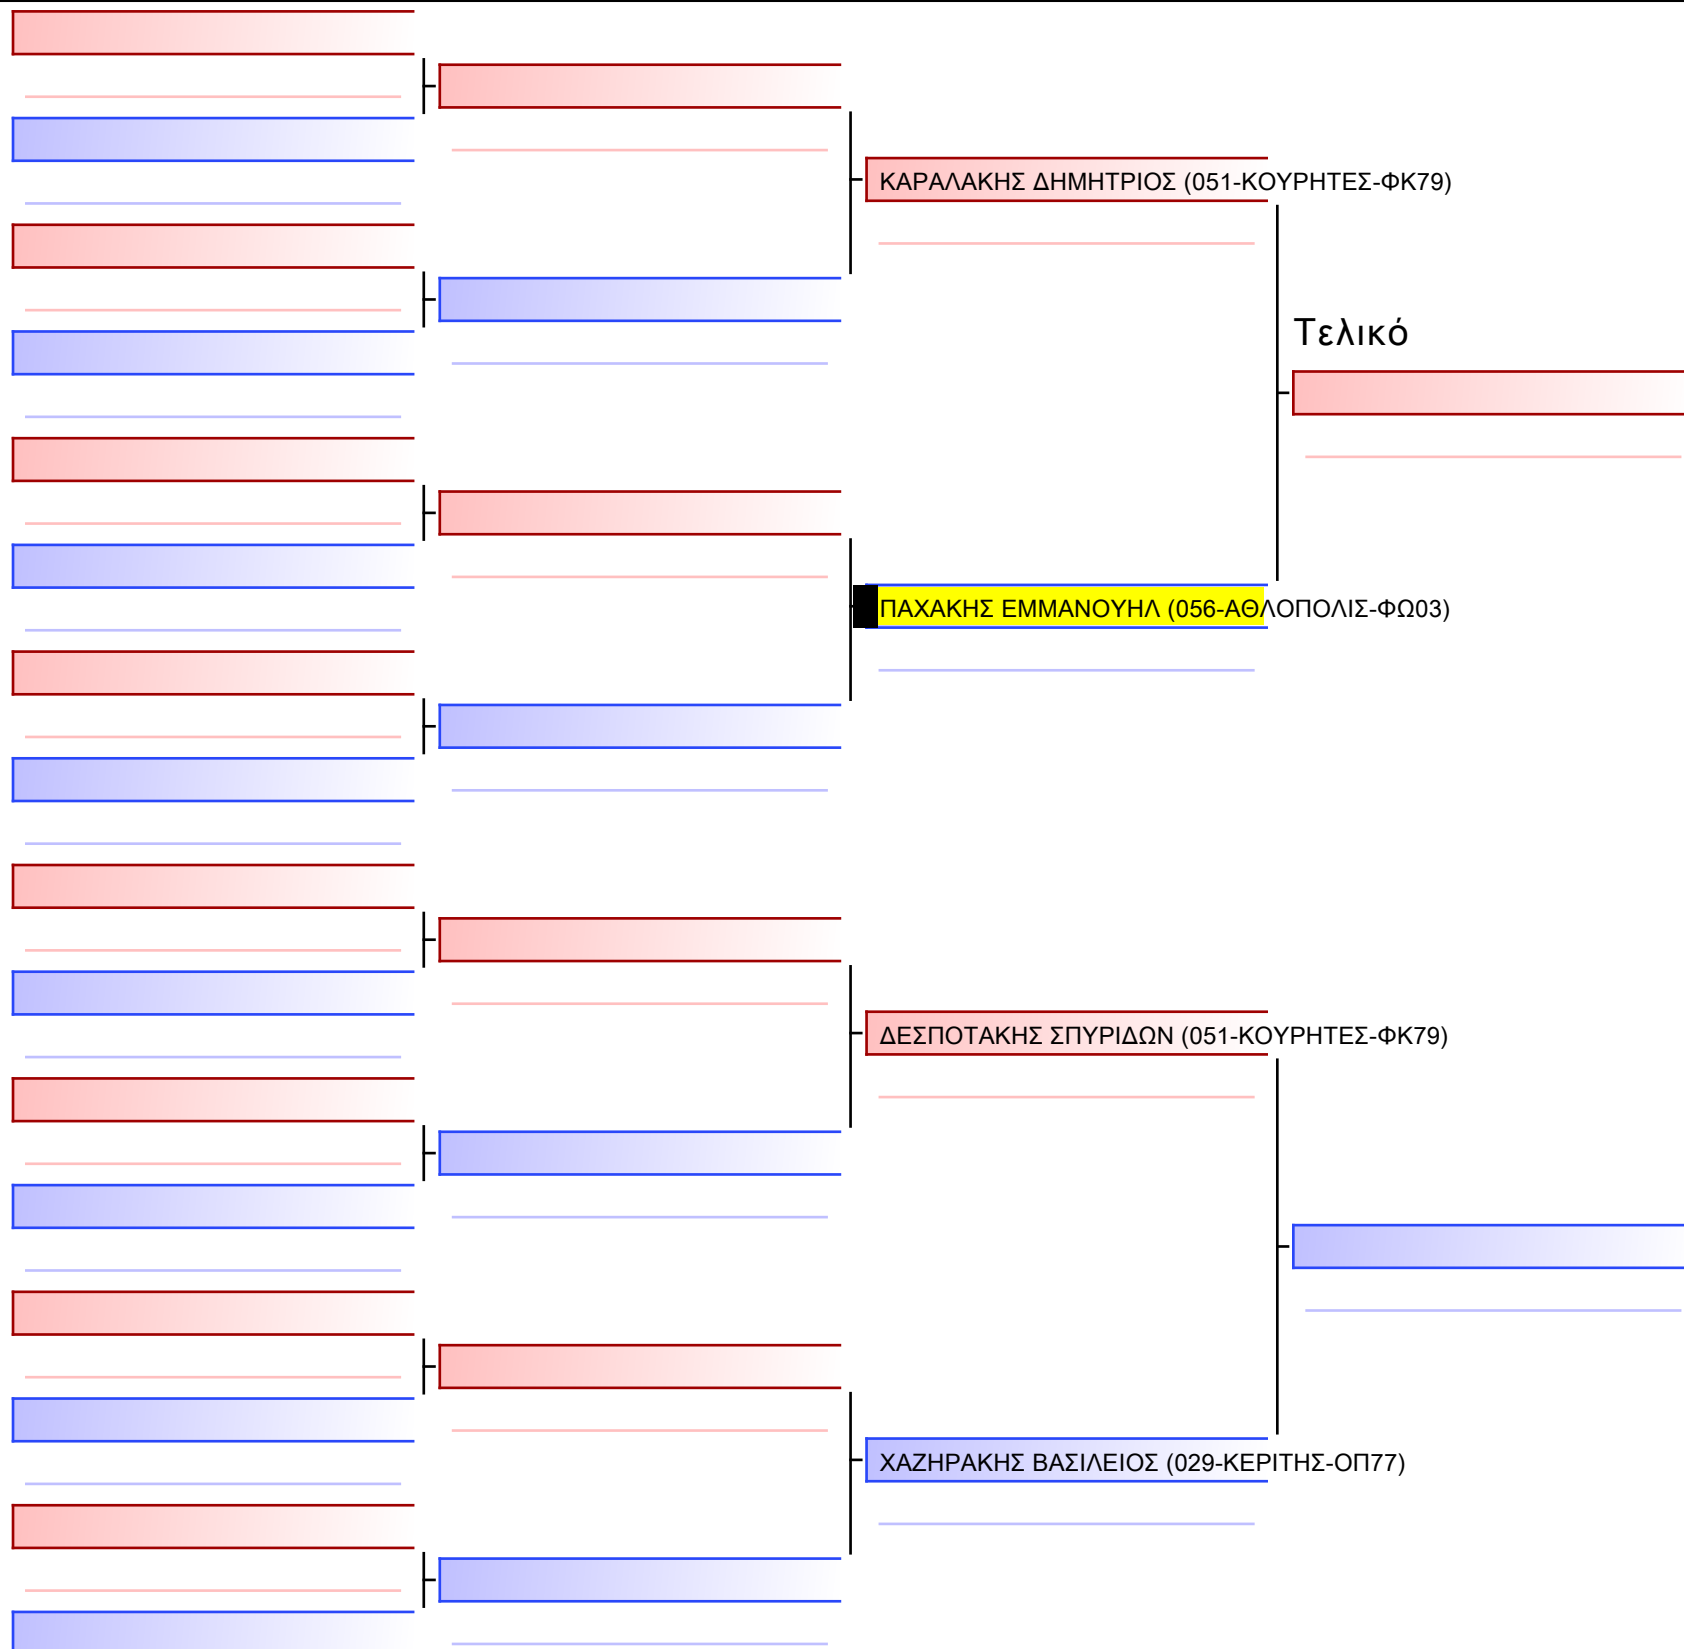 ΚΑΡΑΛΑΚΗΣ ΔΗΜΗΤΡΙΟΣ (051-ΚΟΥΡΗΤΕΣ-ΦΚ79)
Τελικό
ΠΑΧΑΚΗΣ ΕΜΜΑΝΟΥΗΛ (056-ΑΘΛΟΠΟΛΙΣ-ΦΩ03)
ΔΕΣΠΟΤΑΚΗΣ ΣΠΥΡΙΔΩΝ (051-ΚΟΥΡΗΤΕΣ-ΦΚ79)
ΧΑΖΗΡΑΚΗΣ ΒΑΣΙΛΕΙΟΣ (029-ΚΕΡΙΤΗΣ-ΟΠ77)